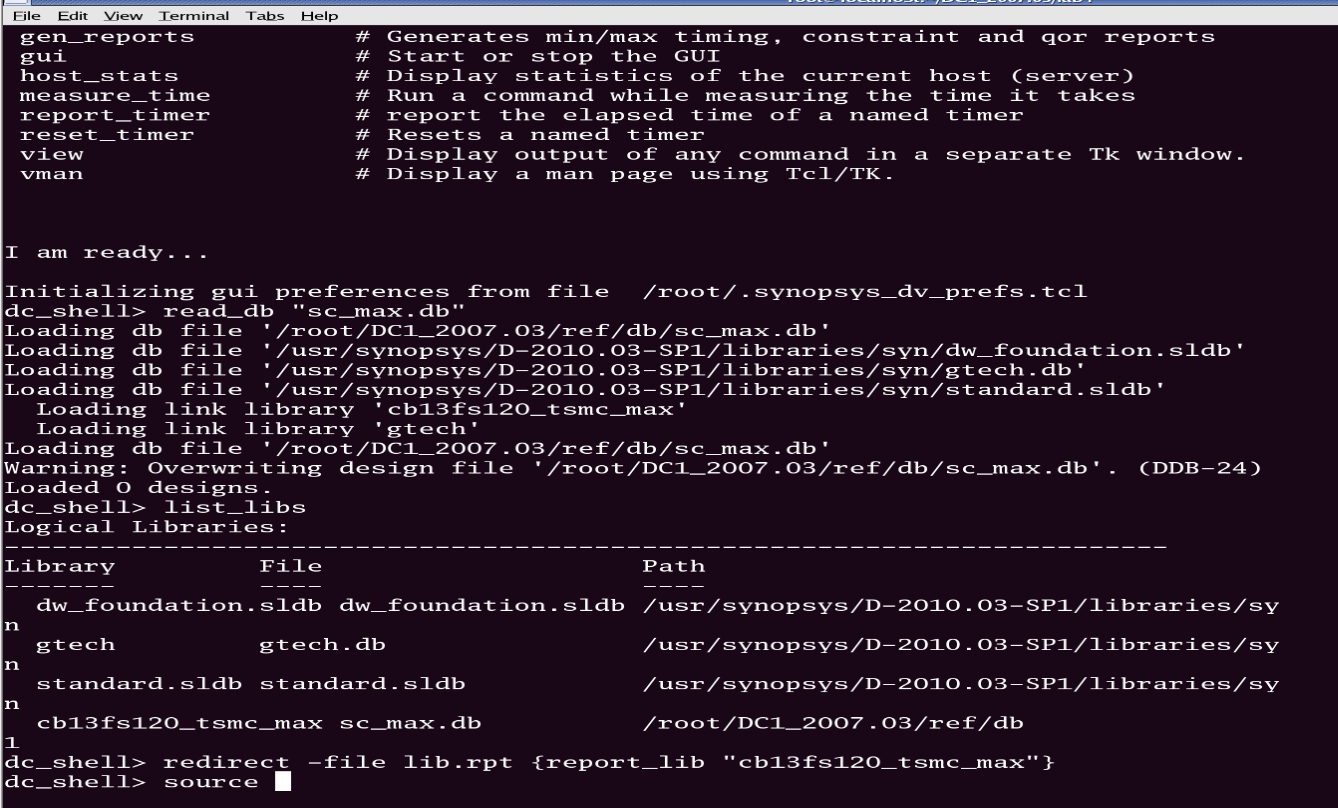 File Edit View Terminal Tabs Help
gen_reports # Generates min/max timing, constraint and qor reports
gui # Start or stop the GUI
host_stats # Display statistics of the current host (server)
measure_time # Run a command while measuring the time it takes
report_timer # report the elapsed time of a named timer
reset_timer # Resets a named timer
view # Display output of any command in a separate Tk window.
vman # Display a man page using Tcl/TK.
I am ready...
Initializing gui preferences from file /root/.synopsys_dv_prefs.tcl
dc_shell> read_db "sc_max.db"
Loading db file '/root/DC1_2007.03/ref/db/sc_max.db'
Loading db file '/usr/synopsys/D-2010.03-SP1/libraries/syn/dw_foundation.sldb'
Loading db file '/usr/synopsys/D-2010.03-SP1/libraries/syn/gtech.db'
Loading db file '/usr/synopsys/D-2010.03-SP1/libraries/syn/standard.sldb'
Loading link library 'cb13fs120_tsmc_max'
Loading link library 'gtech'
Loading db file '/root/DC1_2007.03/ref/db/sc_max.db'
Warning: Overwriting design file '/root/DC1_2007.03/ref/db/sc_max.db'. (DDB-24)
Loaded 0 designs.
dc_shell> list_libs
Logical Libraries:
-------------------------------------------------------------------------
Library File Path
------- ---- ----
dw_foundation.sldb dw_foundation.sldb /usr/synopsys/D-2010.03-SP1/libraries/sy
n
gtech gtech.db /usr/synopsys/D-2010.03-SP1/libraries/sy
n
standard.sldb standard.sldb /usr/synopsys/D-2010.03-SP1/libraries/sy
n
cb13fs120_tsmc_max sc_max.db /root/DC1_2007.03/ref/db
1
dc_shell> redirect -file lib.rpt {report_lib "cb13fs120_tsmc_max"}
dc_shell> source